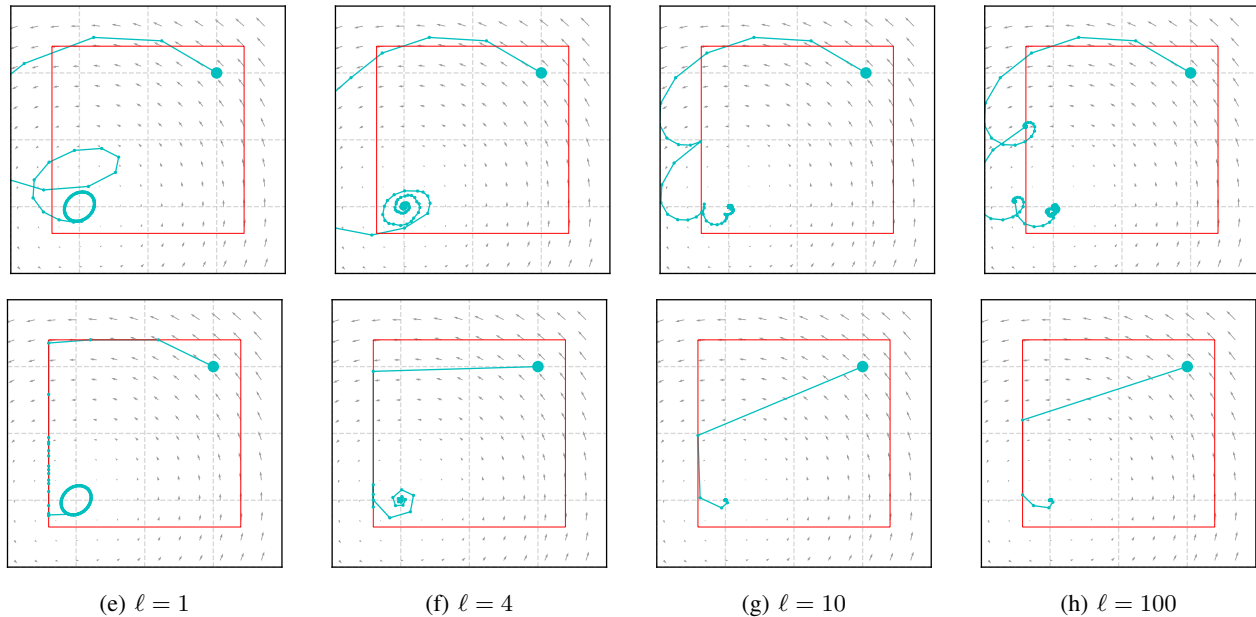 (e) ℓ = 1
(f) ℓ = 4
(g) ℓ = 10
(h) ℓ = 100